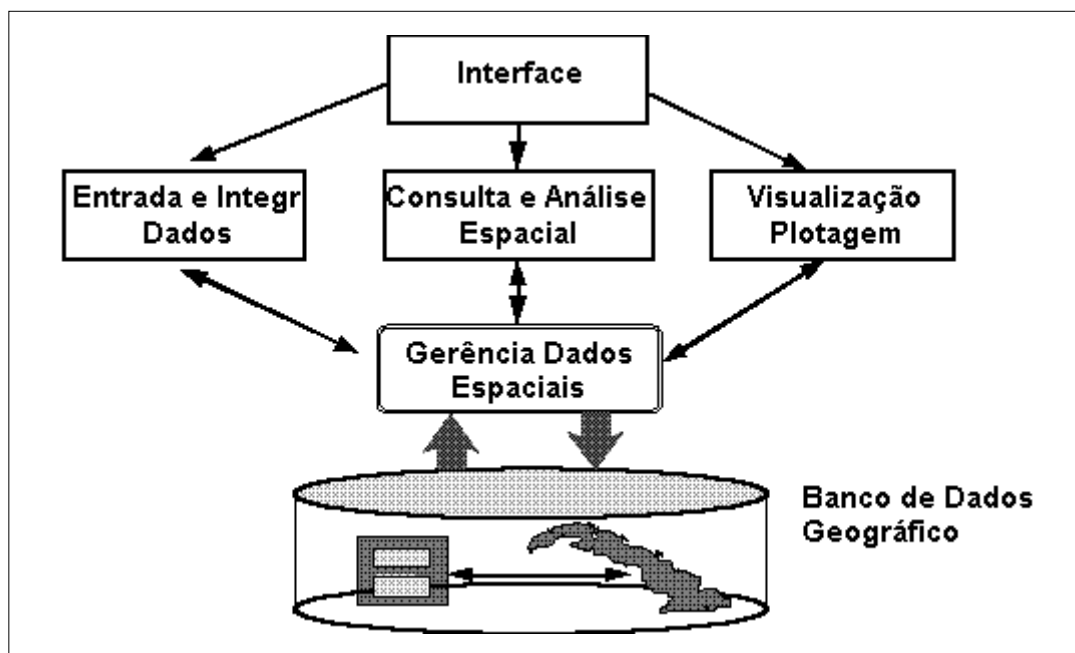 Interface
Entrada e Integr
Dados
Consulta e Análise
Espacial
Visualização
Plotagem
Gerência Dados
Espaciais
Banco de Dados
Geográfico